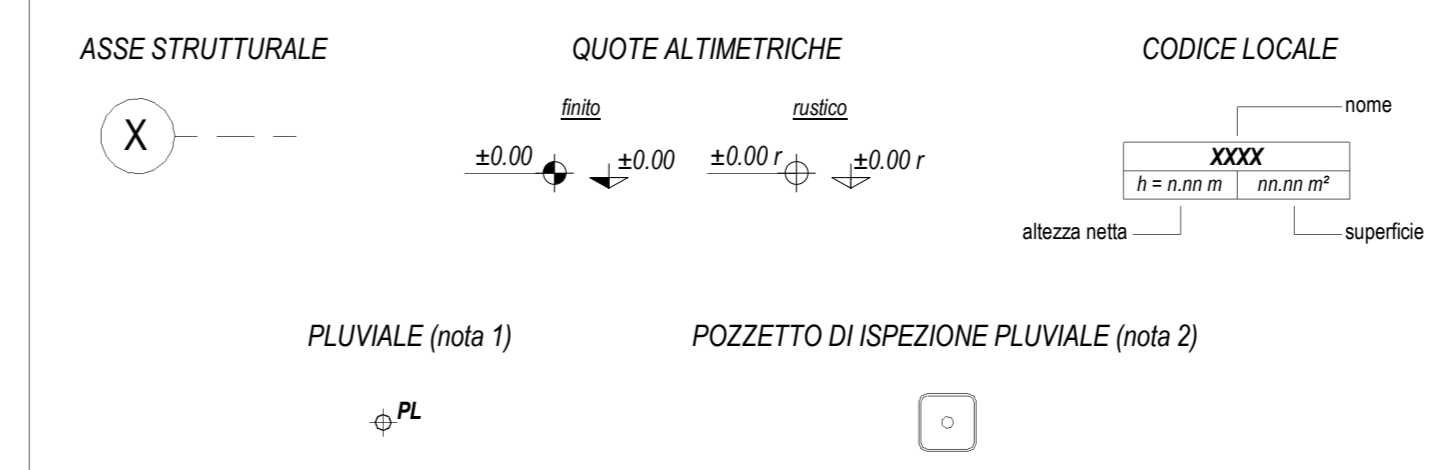 ASSE STRUTTURALE
QUOTE ALTIMETRICHE
CODICE LOCALE
X
finito
rustico
±0.00
±0.00
±0.00 r
±0.00 r
nome
XXXX
h = n.nn m
nn.nn m²
altezza netta
superficie
PLUVIALE (nota 1)
POZZETTO DI ISPEZIONE PLUVIALE (nota 2)
PL